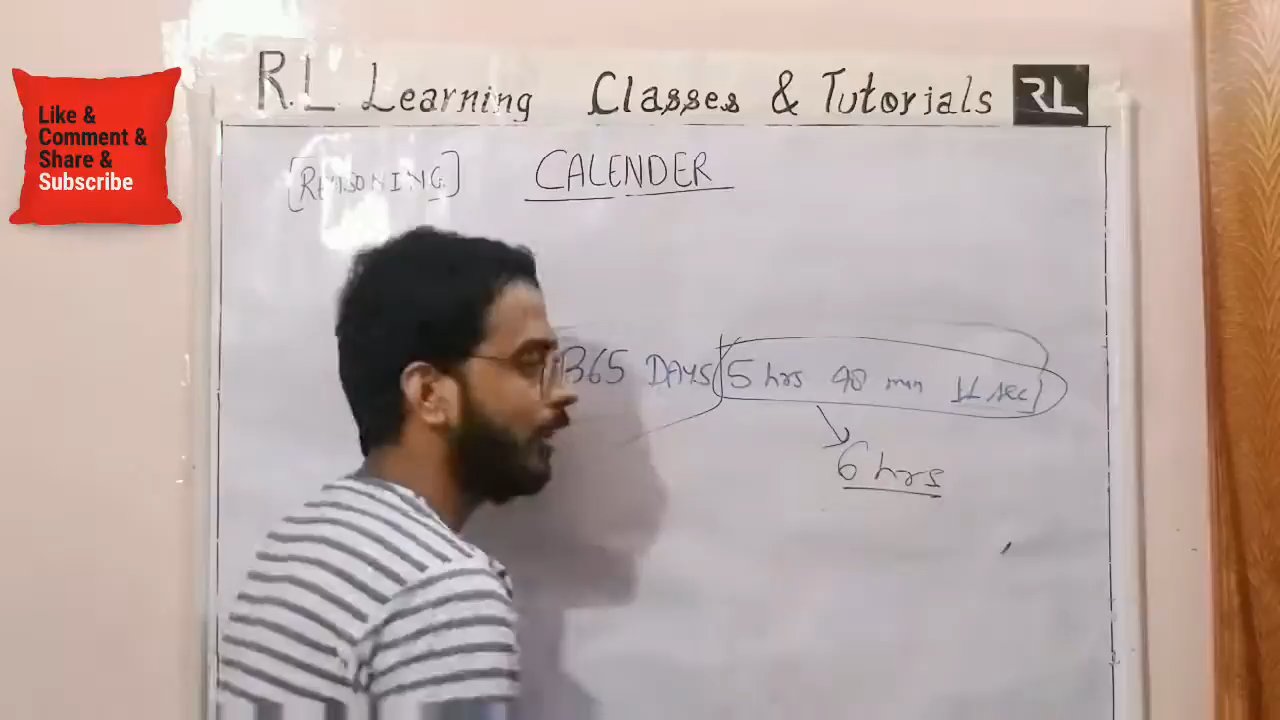 Like &
Comment &
Share &
Subscribe
R.L Learning Classes & Tutorials RL
[REASONING] CALENDER
365 DAYS 5 hrs 48 min 11 sec
6 hrs